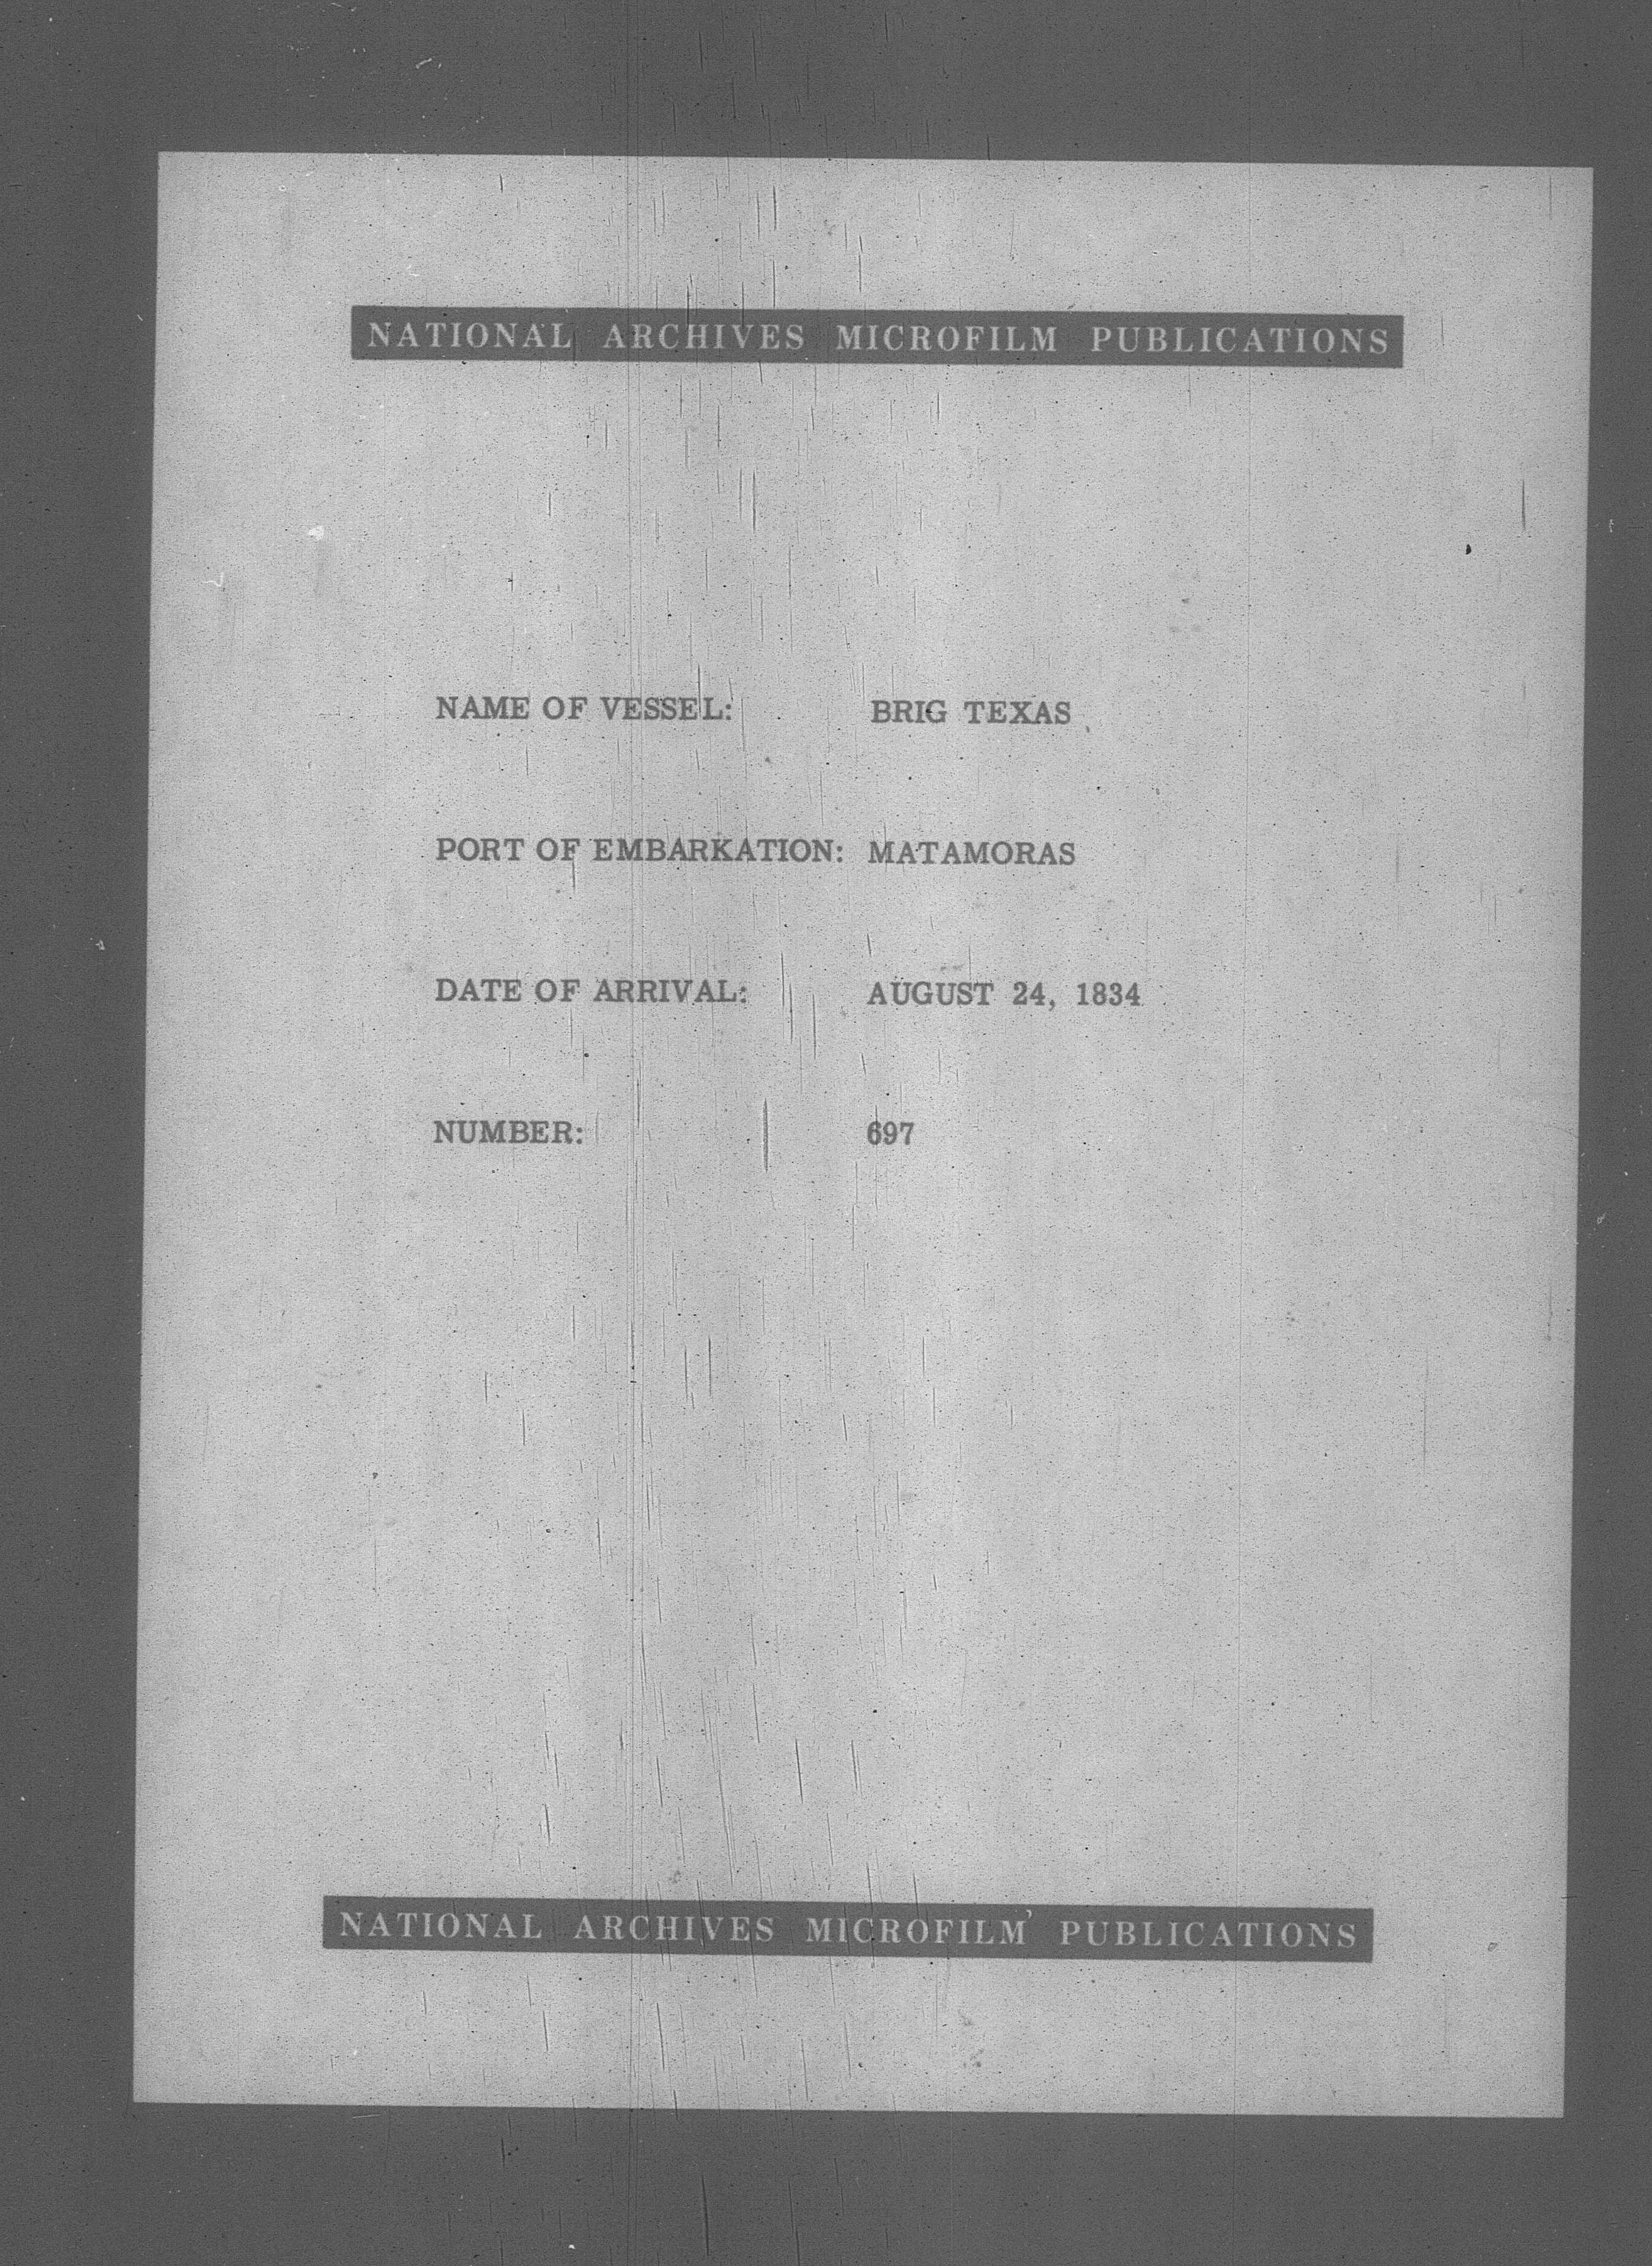 NATIONAL ARCHIVES MICROFILM PUBLICATIONS
NAME OF VESSEL: BRIG TEXAS
PORT OF EMBARKATION: MATAMORAS
DATE OF ARRIVAL: AUGUST 24, 1834
NUMBER: 697
NATIONAL ARCHIVES MICROFILM PUBLICATIONS